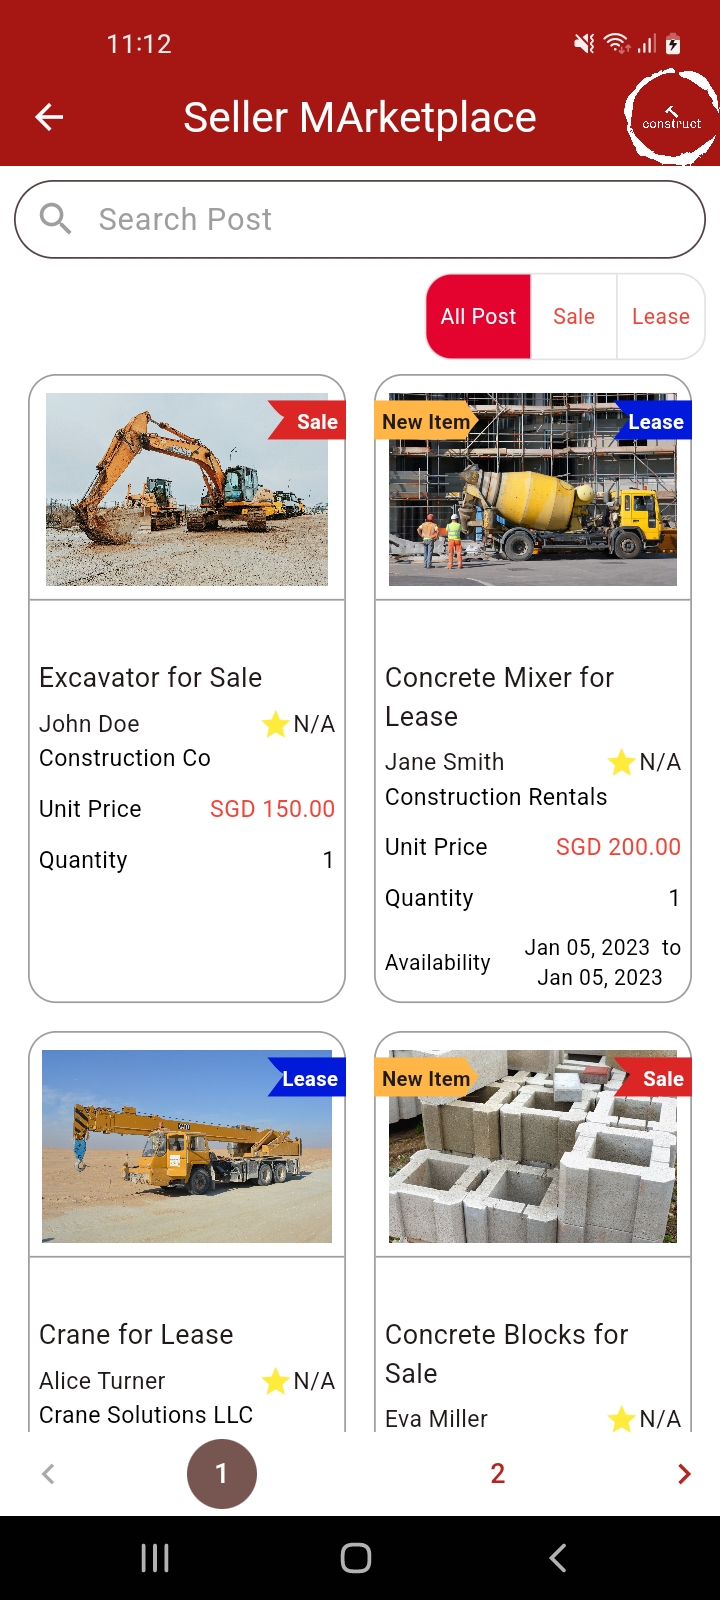 11:12
Seller MArketplace
construct
Search Post
All Post
Sale
Lease
Sale
Excavator for Sale
John Doe
N/A
Construction Co
Unit Price
SGD 150.00
Quantity
1
New Item
Lease
Concrete Mixer for
Lease
Jane Smith
N/A
Construction Rentals
Unit Price
SGD 200.00
Quantity
1
Availability
Jan 05, 2023 to
Jan 05, 2023
Lease
Crane for Lease
Alice Turner
N/A
Crane Solutions LLC
New Item
Sale
Concrete Blocks for
Sale
Eva Miller
N/A
1
2